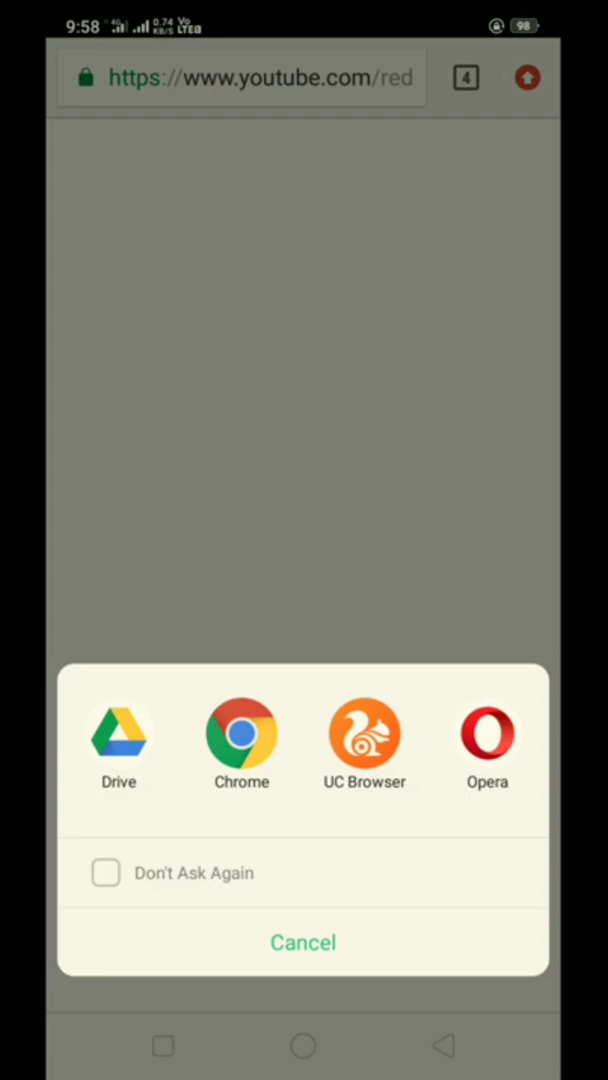 9:58 4G 0.74 KB/S Vo LTE 98
https://www.youtube.com/red 4
Drive Chrome UC Browser Opera
Don't Ask Again
Cancel